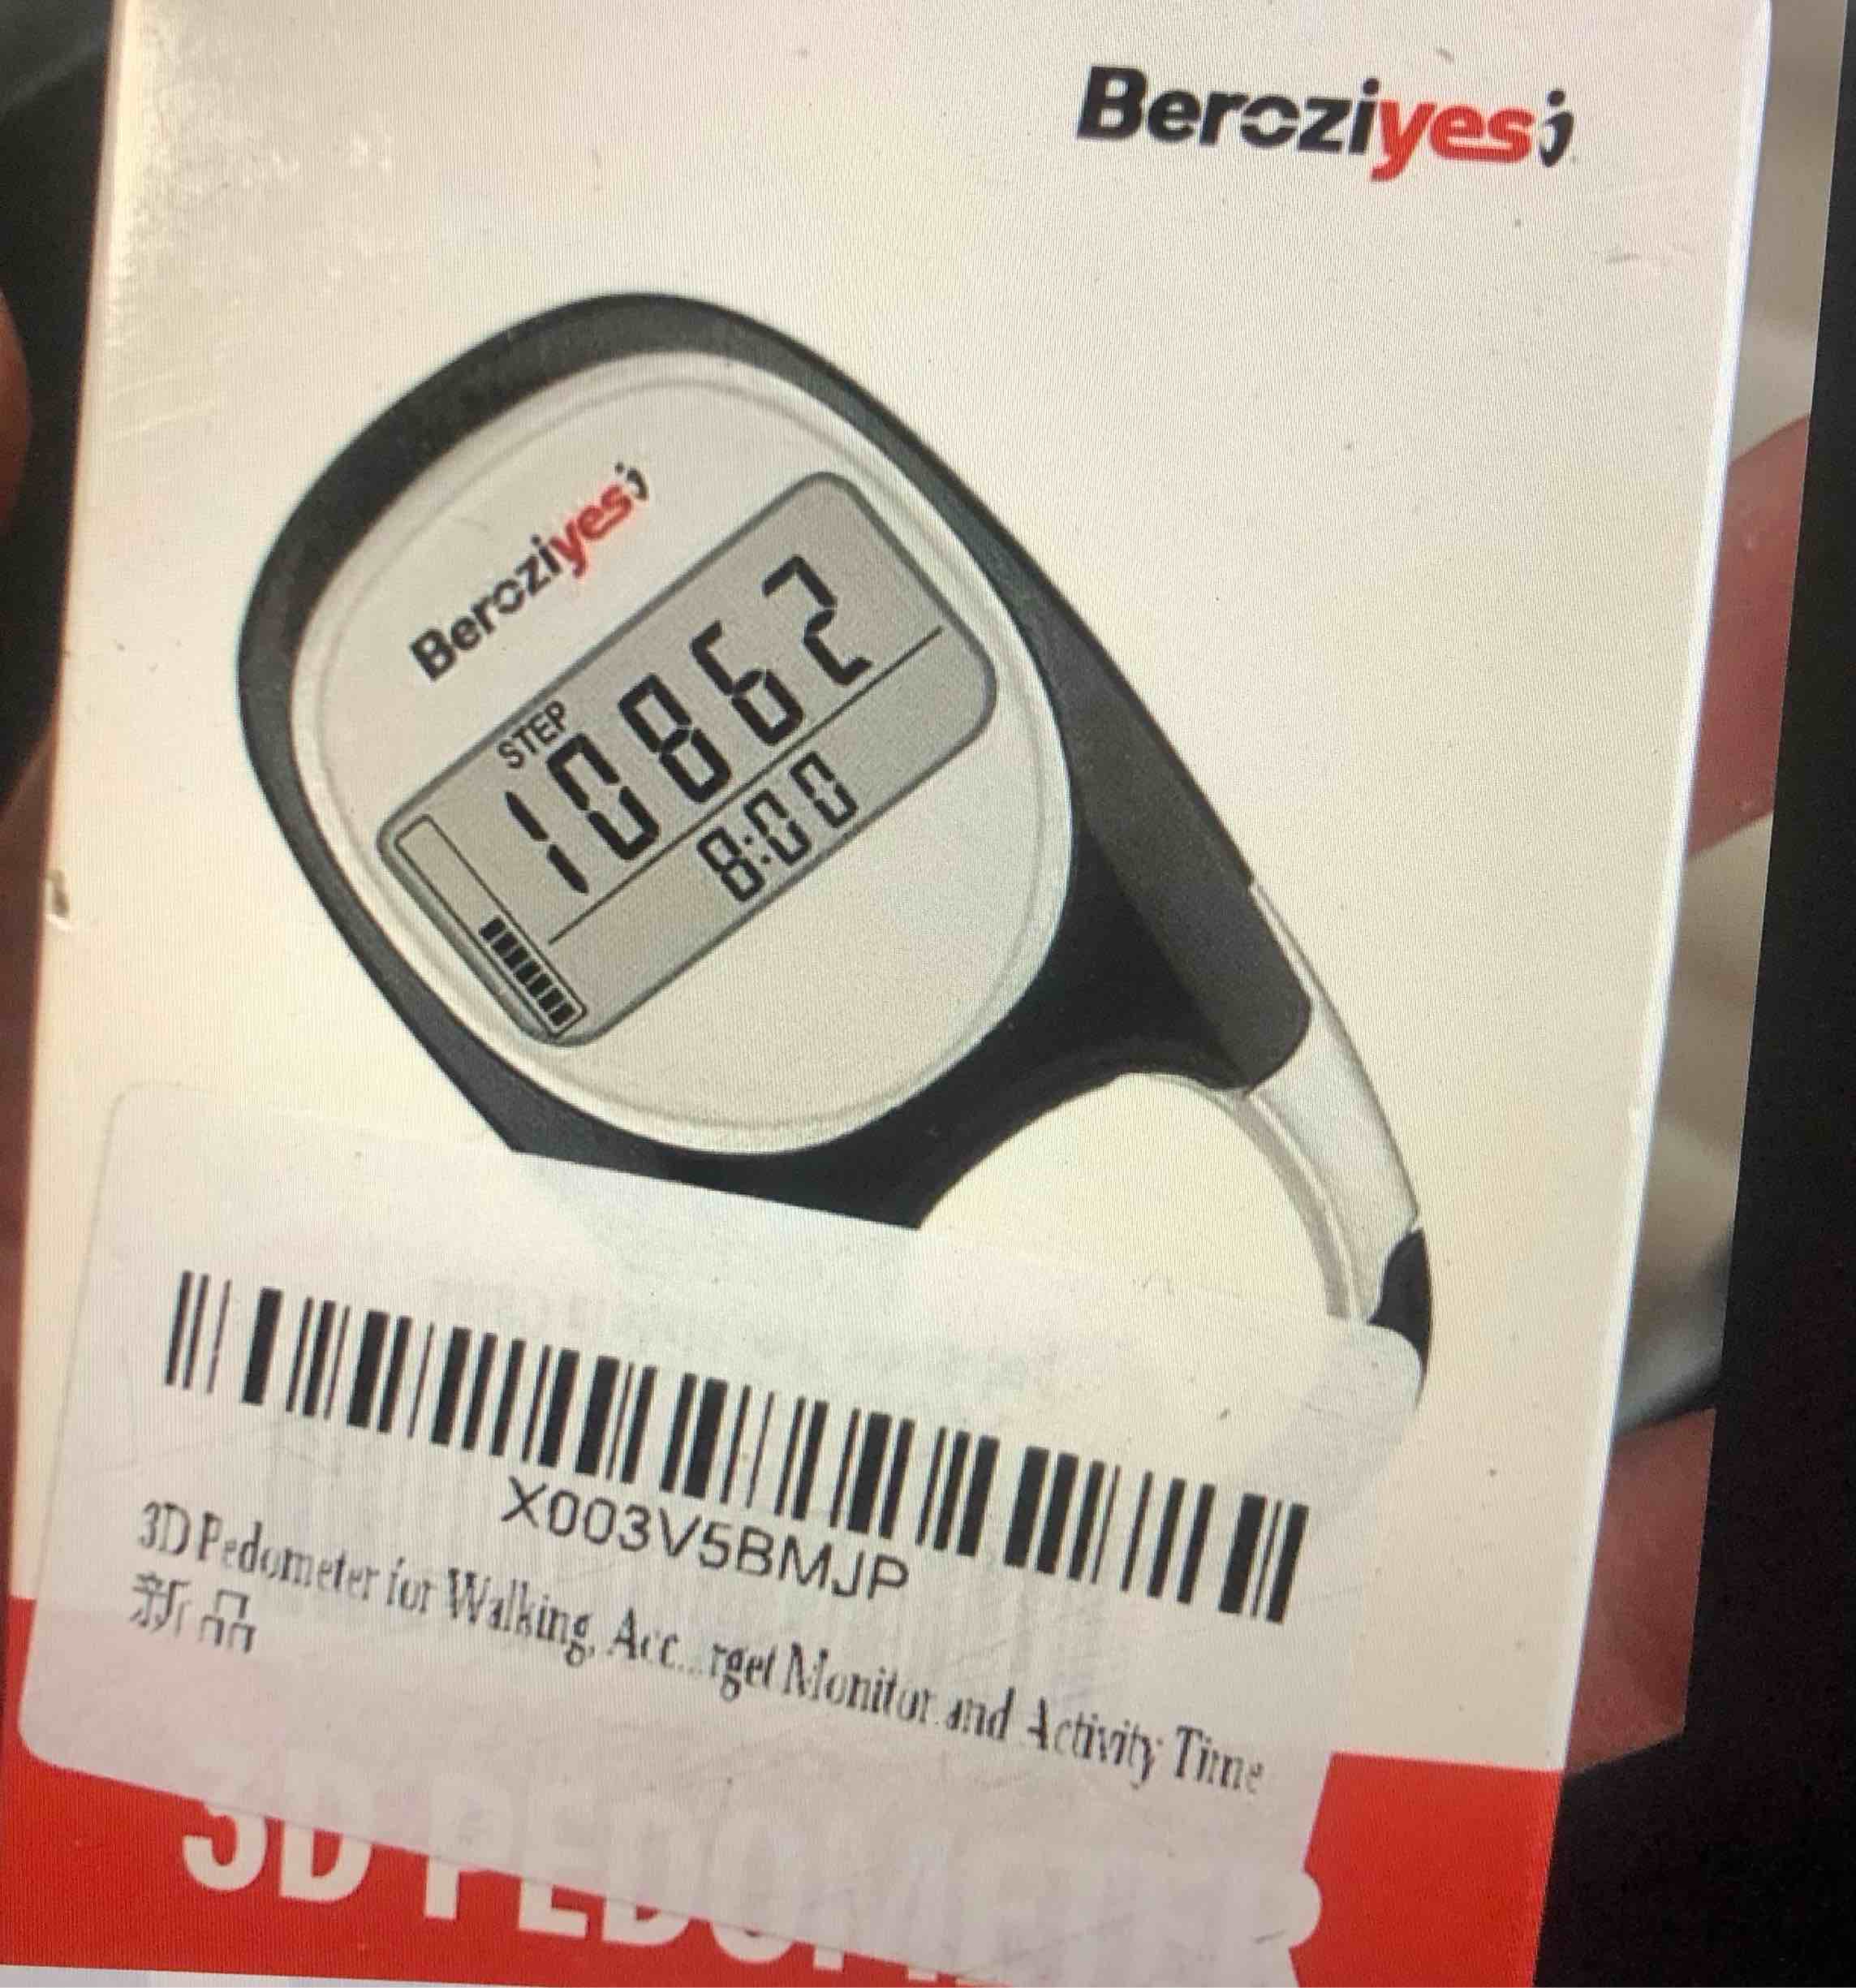 Beroziyes
Beroziyes
STEP
10862
8:00
X003V5BMJP
3D Pedometer for Walking, Acc...rget Monitor and Activity Time
新品
3D PEDOMETER